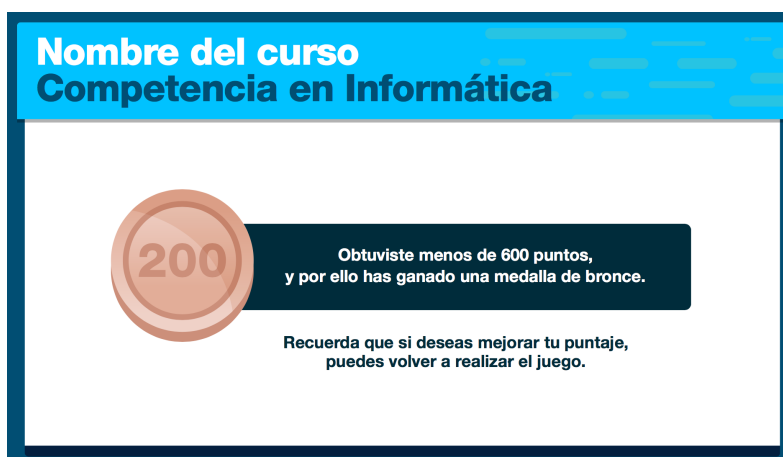 Nombre del curso
Competencia en Informática
200
Obtuviste menos de 600 puntos,
y por ello has ganado una medalla de bronce.
Recuerda que si deseas mejorar tu puntaje,
puedes volver a realizar el juego.